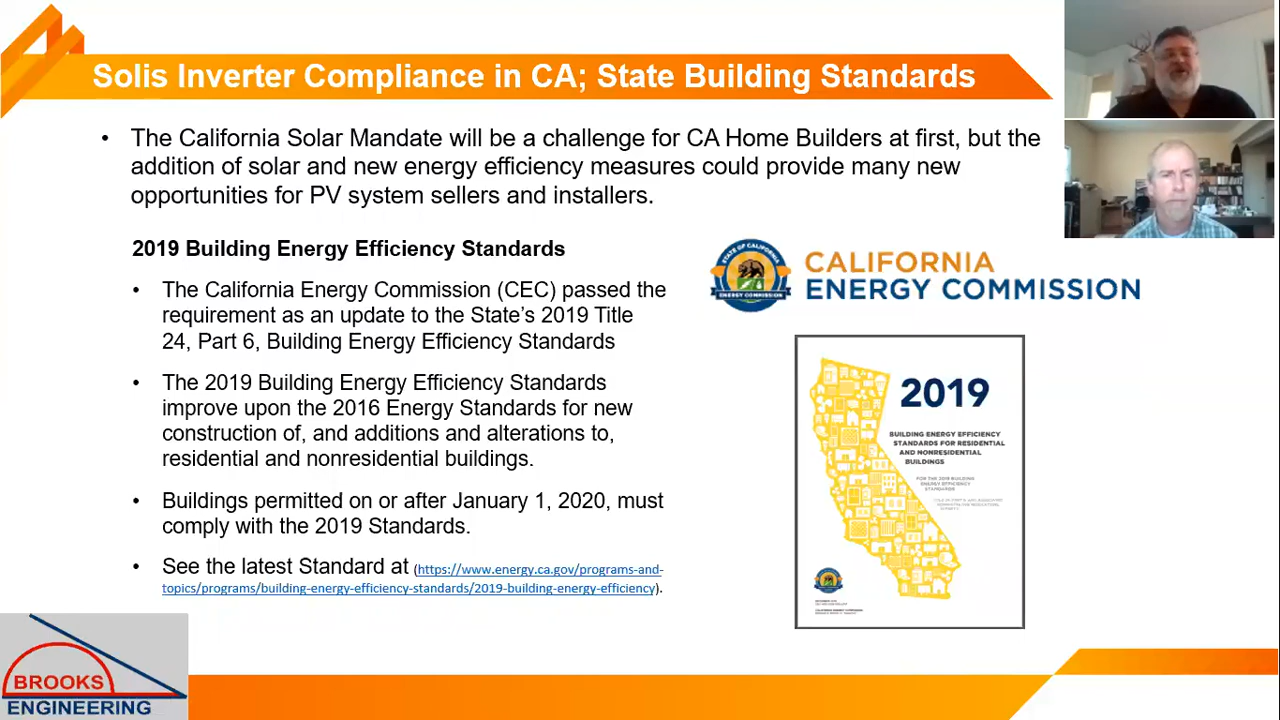 Solis Inverter Compliance in CA; State Building Standards
• The California Solar Mandate will be a challenge for CA Home Builders at first, but the
addition of solar and new energy efficiency measures could provide many new
opportunities for PV system sellers and installers.
2019 Building Energy Efficiency Standards
• The California Energy Commission (CEC) passed the
requirement as an update to the State’s 2019 Title
24, Part 6, Building Energy Efficiency Standards
• The 2019 Building Energy Efficiency Standards
improve upon the 2016 Energy Standards for new
construction of, and additions and alterations to,
residential and nonresidential buildings.
• Buildings permitted on or after January 1, 2020, must
comply with the 2019 Standards.
• See the latest Standard at (https://www.energy.ca.gov/programs-and-
topics/programs/building-energy-efficiency-standards/2019-building-energy-efficiency).
STATE OF CALIFORNIA
ENERGY COMMISSION
CALIFORNIA
ENERGY COMMISSION
2019
BUILDING ENERGY EFFICIENCY
STANDARDS FOR RESIDENTIAL
AND NONRESIDENTIAL
BUILDINGS
FOR THE 2019 BUILDING
ENERGY EFFICIENCY
STANDARDS
BROOKS
ENGINEERING